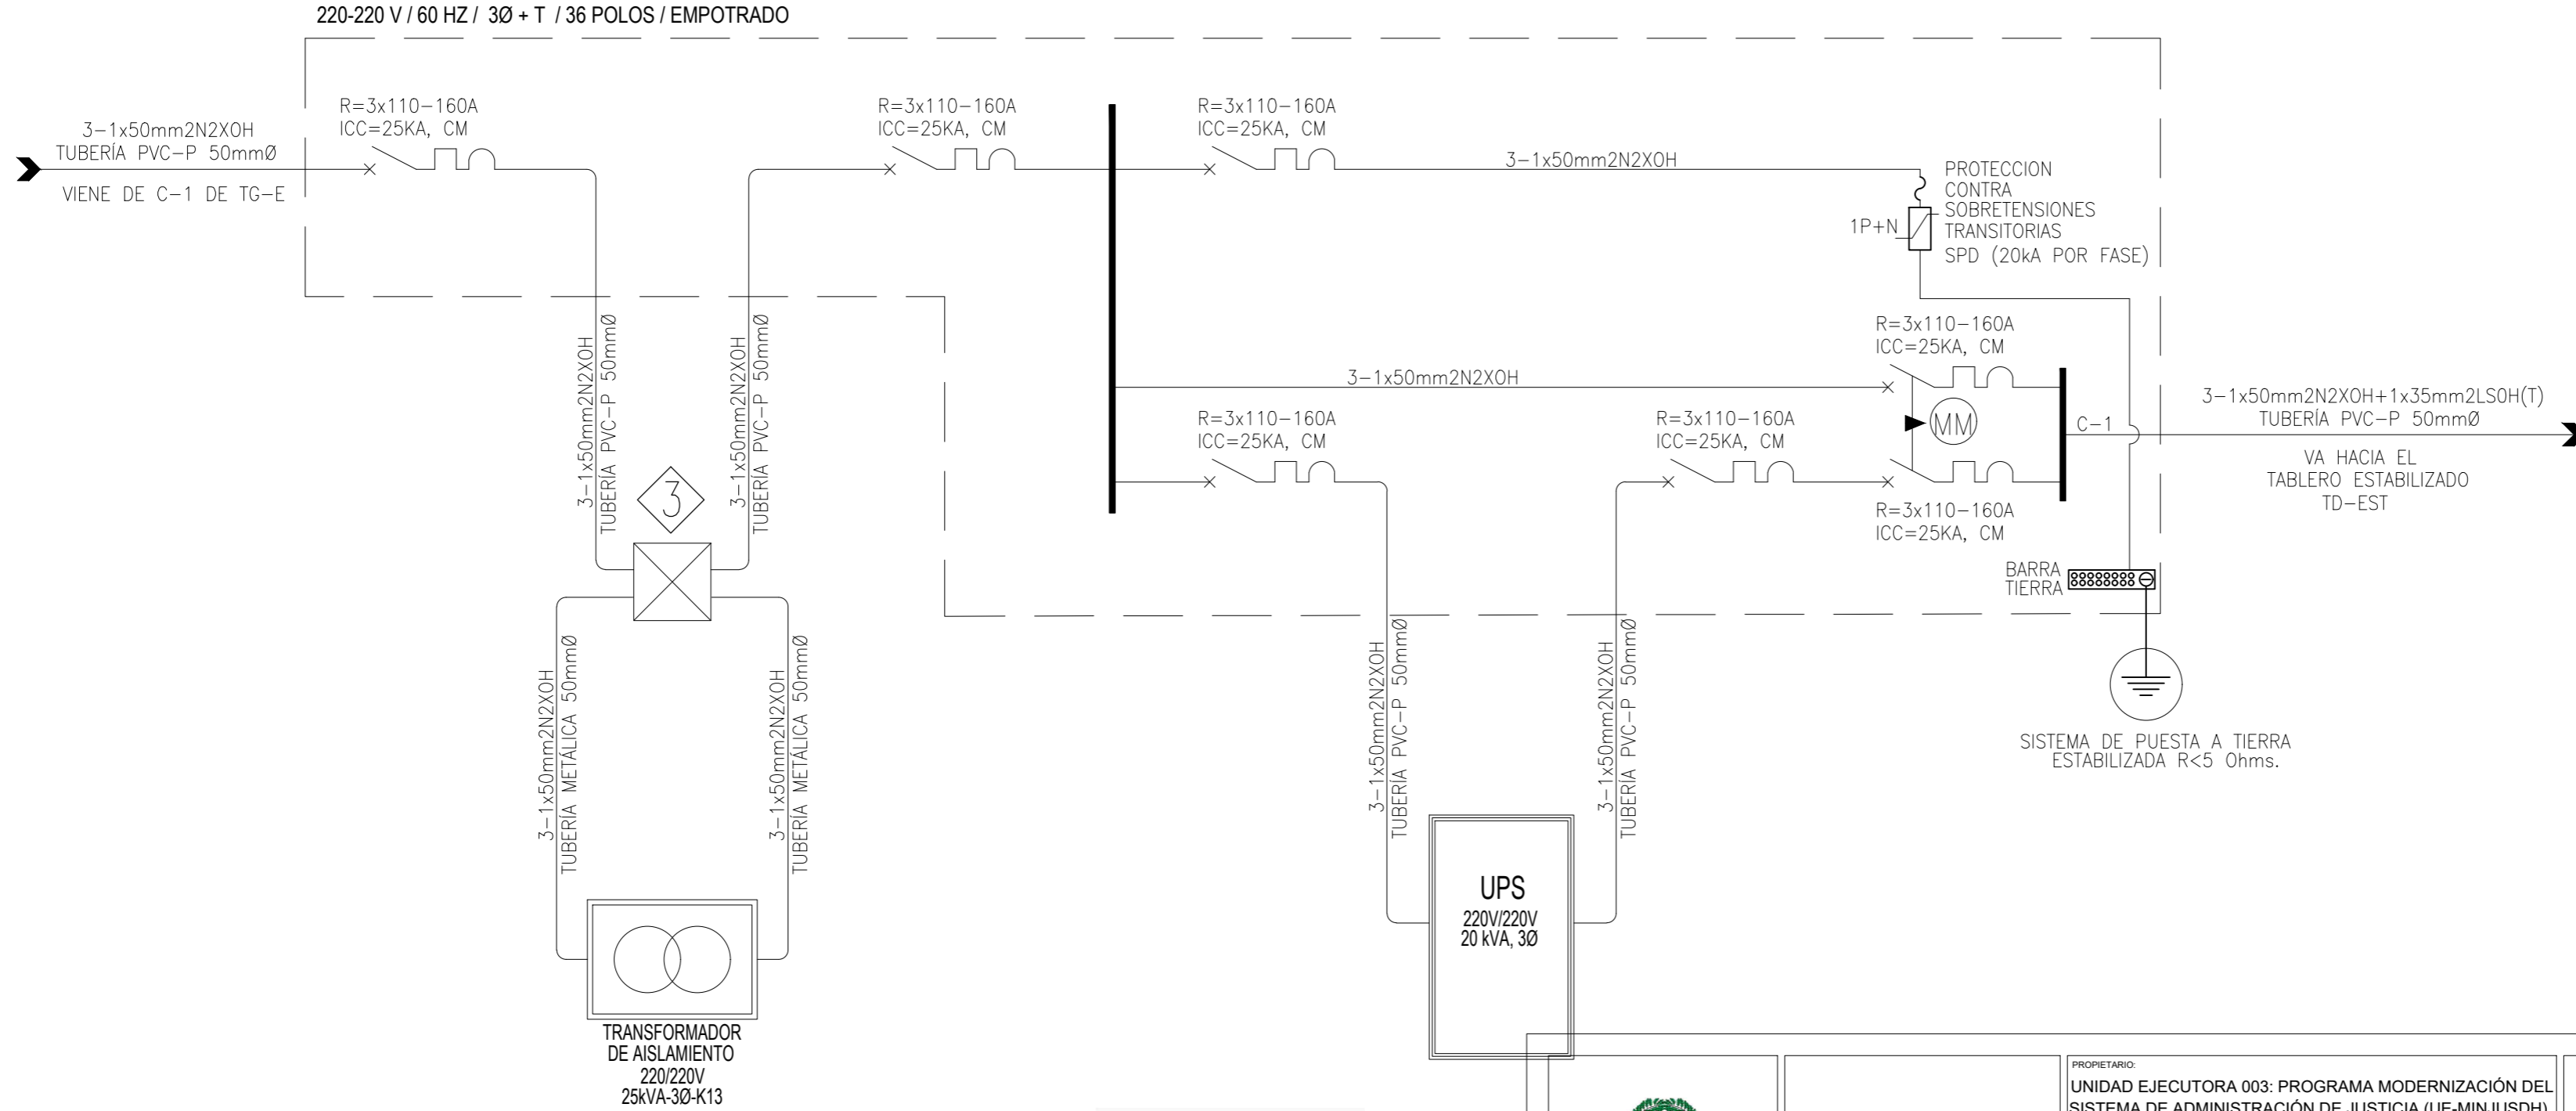 220-220 V / 60 HZ / 3Ø + T / 36 POLOS / EMPOTRADO
3-1x50mm2N2XOH
TUBERÍA PVC-P 50mmØ
VIENE DE C-1 DE TG-E
R=3x110-160A
ICC=25KA, CM
R=3x110-160A
ICC=25KA, CM
R=3x110-160A
ICC=25KA, CM
3-1x50mm2N2XOH
PROTECCION
CONTRA
SOBRETENSIONES
TRANSITORIAS
SPD (20kA POR FASE)
1P+N
3-1x50mm2N2XOH
TUBERÍA PVC-P 50mmØ
3-1x50mm2N2XOH
TUBERÍA PVC-P 50mmØ
3
3-1x50mm2N2XOH
R=3x110-160A
ICC=25KA, CM
R=3x110-160A
ICC=25KA, CM
R=3x110-160A
ICC=25KA, CM
MM
R=3x110-160A
ICC=25KA, CM
C-1
3-1x50mm2N2XOH+1x35mm2LSOH(T)
TUBERÍA PVC-P 50mmØ
VA HACIA EL
TABLERO ESTABILIZADO
TD-EST
BARRA
TIERRA
SISTEMA DE PUESTA A TIERRA
ESTABILIZADA R<5 Ohms.
3-1x50mm2N2XOH
TUBERÍA METÁLICA 50mmØ
3-1x50mm2N2XOH
TUBERÍA METÁLICA 50mmØ
3-1x50mm2N2XOH
TUBERÍA PVC-P 50mmØ
3-1x50mm2N2XOH
TUBERÍA PVC-P 50mmØ
UPS
220V/220V
20 kVA, 3Ø
TRANSFORMADOR
DE AISLAMIENTO
220/220V
25kVA-3Ø-K13
PROPIETARIO:
UNIDAD EJECUTORA 003: PROGRAMA MODERNIZACIÓN DEL
SISTEMA DE ADMINISTRACIÓN DE JUSTICIA (UE-MINJUSDH)